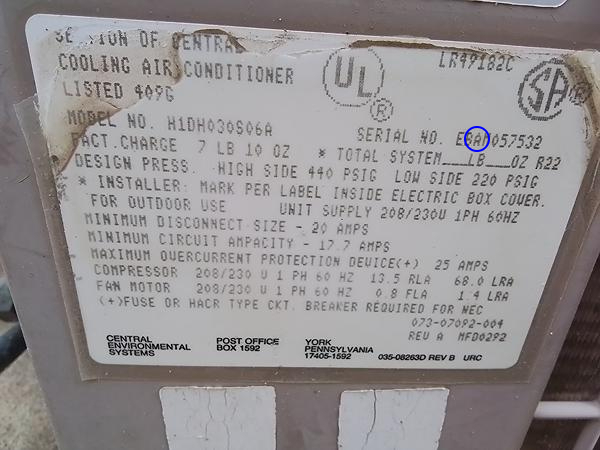 SECTION OF CENTRAL
COOLING AIR CONDITIONER
LISTED 409G
UL ®
LR49182C
SA ®
MODEL NO. H1DH030S06A
SERIAL NO. EBAM057532
FACT.CHARGE 7 LB 10 OZ * TOTAL SYSTEM___LB___OZ R22
DESIGN PRESS. HIGH SIDE 440 PSIG LOW SIDE 220 PSIG
* INSTALLER: MARK PER LABEL INSIDE ELECTRIC BOX COVER.
FOR OUTDOOR USE UNIT SUPPLY 208/230V 1PH 60HZ
MINIMUM DISCONNECT SIZE - 20 AMPS
MINIMUM CIRCUIT AMPACITY - 17.7 AMPS
MAXIMUM OVERCURRENT PROTECTION DEVICE(+) 25 AMPS
COMPRESSOR 208/230 V 1 PH 60 HZ 13.5 RLA 68.0 LRA
FAN MOTOR 208/230 V 1 PH 60 HZ 0.8 FLA 1.4 LRA
(+)FUSE OR HACR TYPE CKT. BREAKER REQUIRED FOR NEC
073-07092-004
REV A MFD0292
CENTRAL
ENVIRONMENTAL
SYSTEMS
POST OFFICE
BOX 1592
YORK
PENNSYLVANIA
17405-1592
035-08263D REV B URC